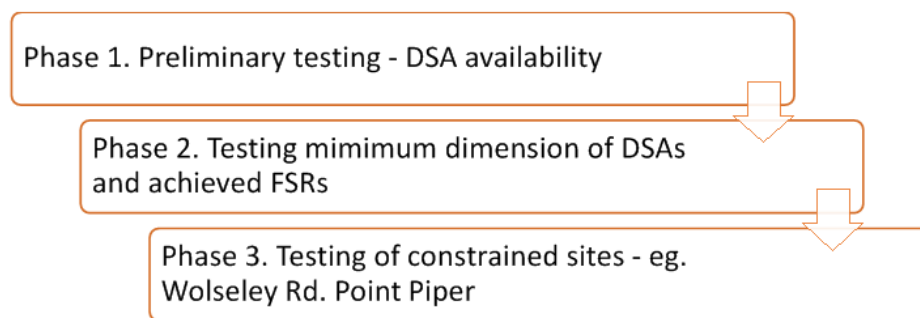 Phase 1. Preliminary testing - DSA availability
Phase 2. Testing mimimum dimension of DSAs
and achieved FSRs
Phase 3. Testing of constrained sites - eg.
Wolseley Rd. Point Piper